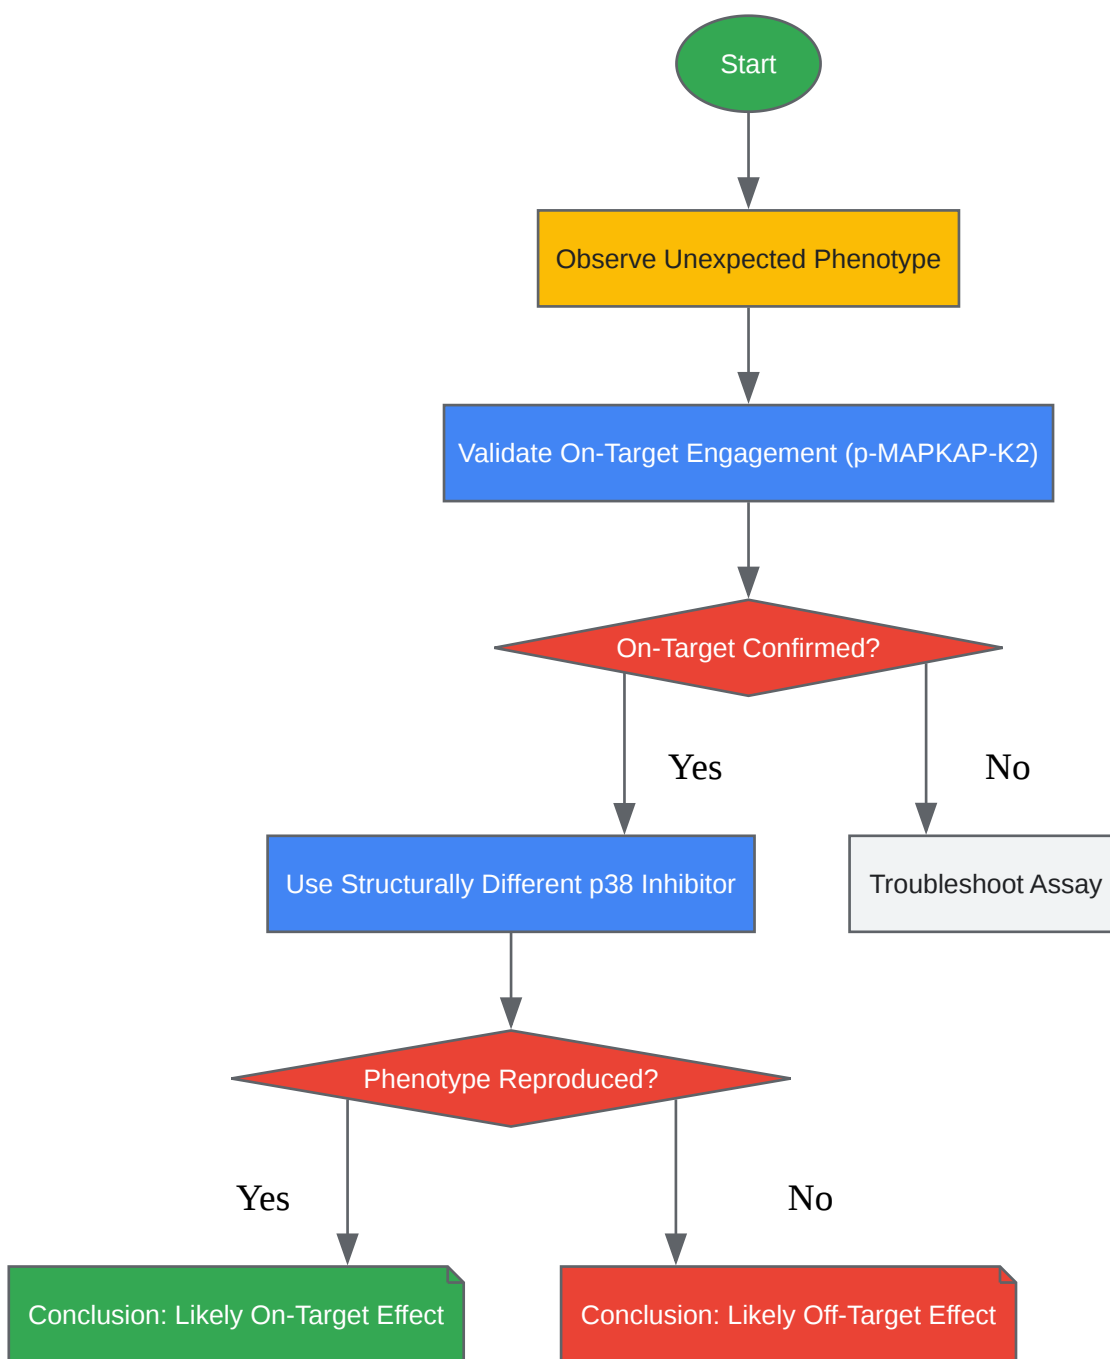 Start
Observe Unexpected Phenotype
Validate On-Target Engagement (p-MAPKAP-K2)
On-Target Confirmed?
Yes
No
Use Structurally Different p38 Inhibitor
Troubleshoot Assay
Phenotype Reproduced?
Yes
No
Conclusion: Likely On-Target Effect
Conclusion: Likely Off-Target Effect